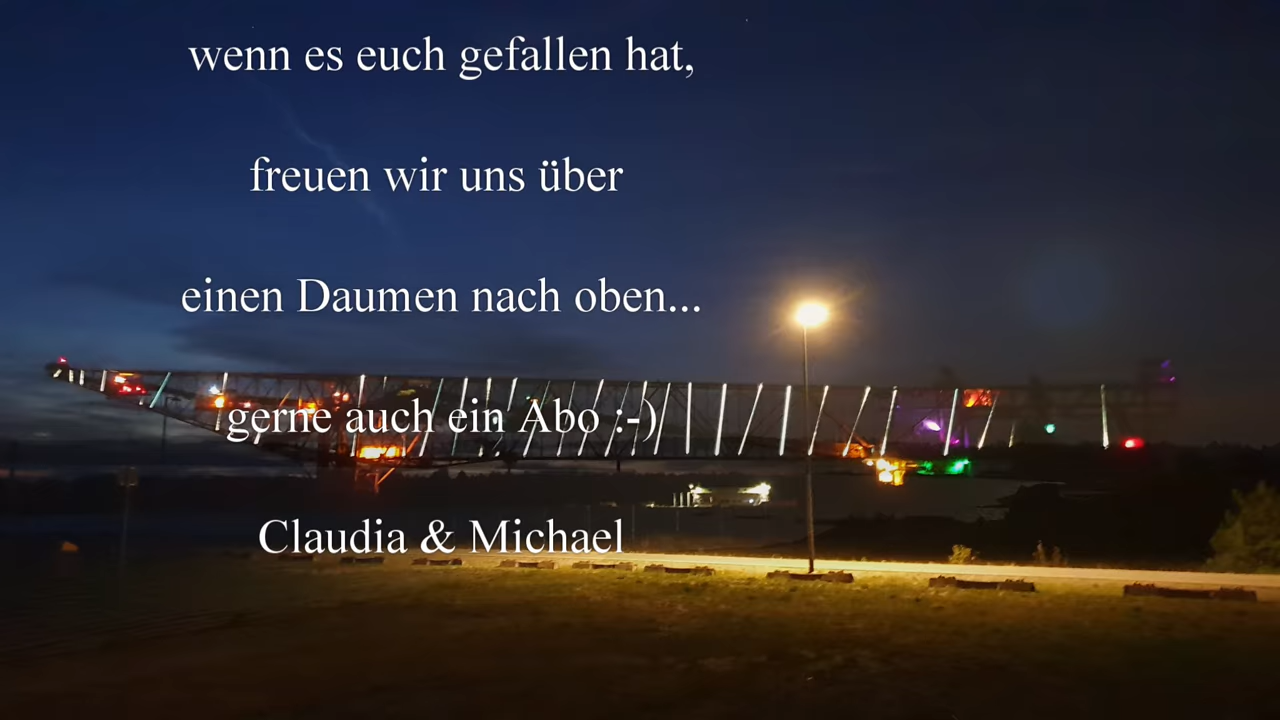 wenn es euch gefallen hat,
freuen wir uns über
einen Daumen nach oben...
gerne auch ein Abo :-)
Claudia & Michael